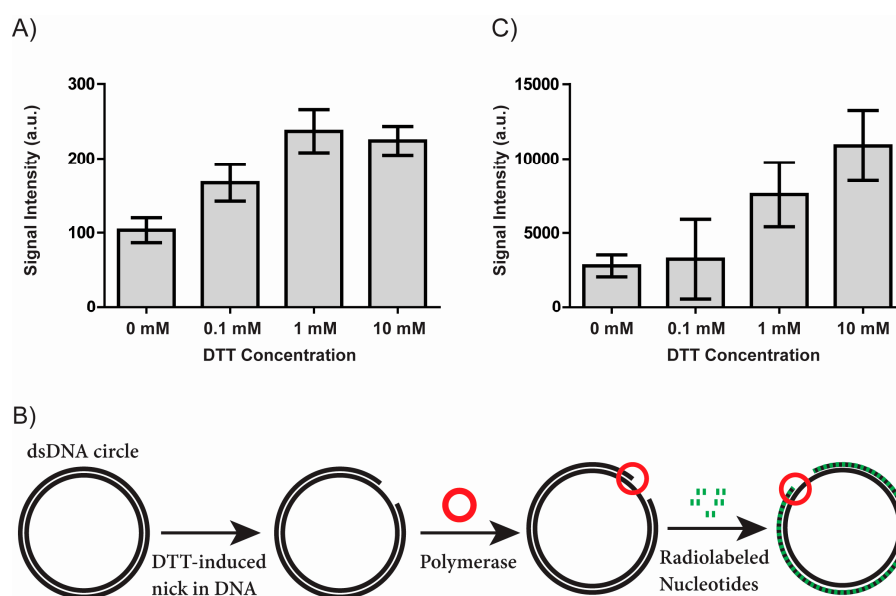 A)
Signal Intensity (a.u.)
300
200
100
0
0 mM 0.1 mM 1 mM 10 mM
DTT Concentration
C)
Signal Intensity (a.u.)
15000
10000
5000
0
0 mM 0.1 mM 1 mM 10 mM
DTT Concentration
B)
dsDNA circle
DTT-induced
nick in DNA
Polymerase
Radiolabeled
Nucleotides